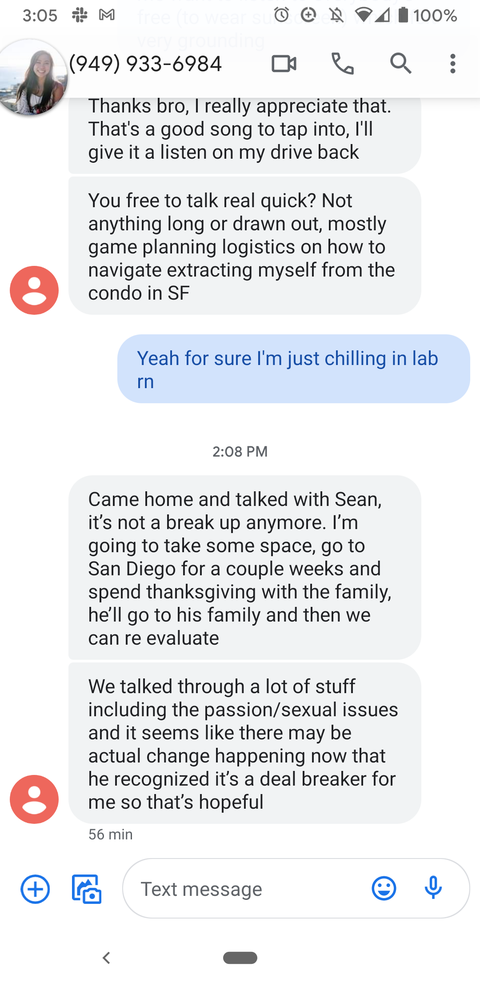 3:05
100%
free (to wear su
very grounding
(949) 933-6984
Thanks bro, I really appreciate that.
That's a good song to tap into, I'll
give it a listen on my drive back
You free to talk real quick? Not
anything long or drawn out, mostly
game planning logistics on how to
navigate extracting myself from the
condo in SF
Yeah for sure I'm just chilling in lab
rn
2:08 PM
Came home and talked with Sean,
it’s not a break up anymore. I’m
going to take some space, go to
San Diego for a couple weeks and
spend thanksgiving with the family,
he’ll go to his family and then we
can re evaluate
We talked through a lot of stuff
including the passion/sexual issues
and it seems like there may be
actual change happening now that
he recognized it’s a deal breaker for
me so that’s hopeful
56 min
Text message